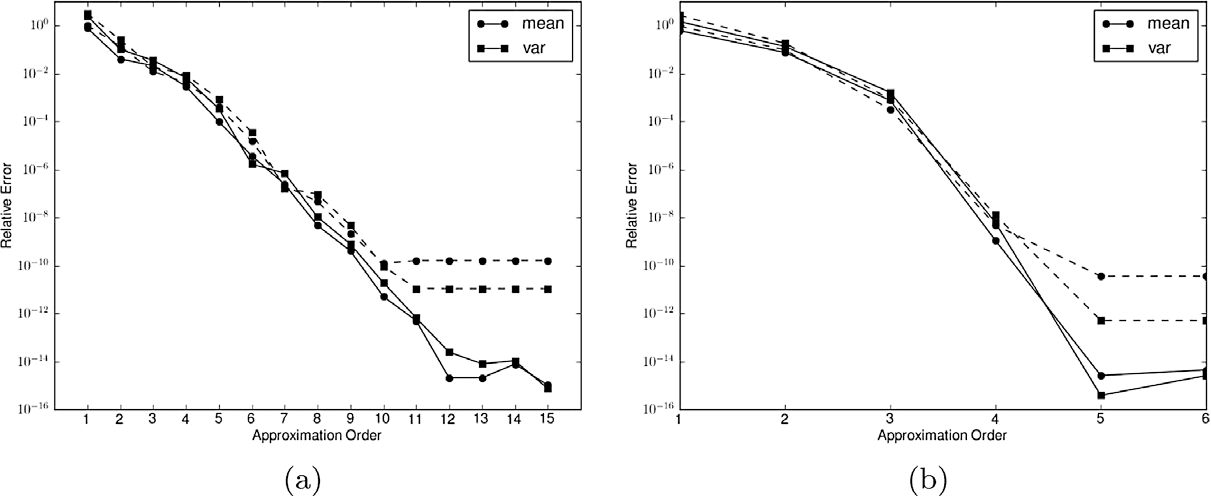 10^0
10^-2
10^-4
10^-6
10^-8
10^-10
10^-12
10^-14
10^-16
Relative Error
mean
var
1 2 3 4 5 6 7 8 9 10 11 12 13 14 15
Approximation Order
(a)
10^0
10^-2
10^-4
10^-6
10^-8
10^-10
10^-12
10^-14
10^-16
Relative Error
mean
var
1 2 3 4 5 6
Approximation Order
(b)